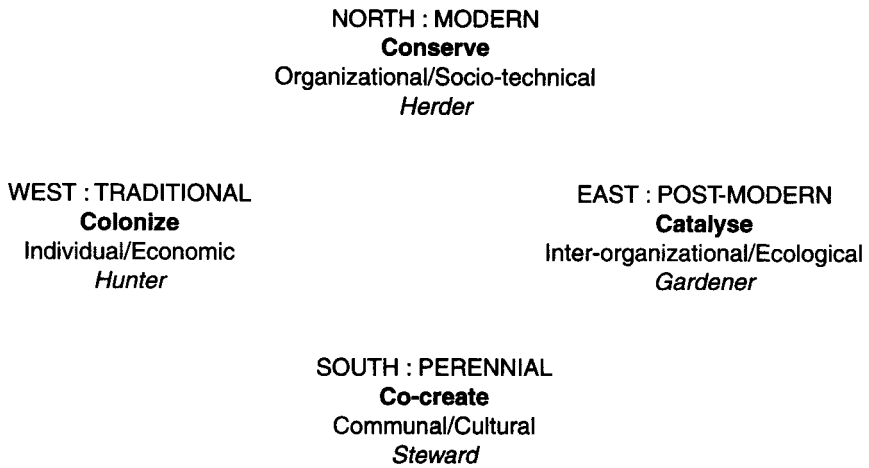 NORTH : MODERN
Conserve
Organizational/Socio-technical
Herder
WEST : TRADITIONAL
Colonize
Individual/Economic
Hunter
EAST : POST-MODERN
Catalyse
Inter-organizational/Ecological
Gardener
SOUTH : PERENNIAL
Co-create
Communal/Cultural
Steward